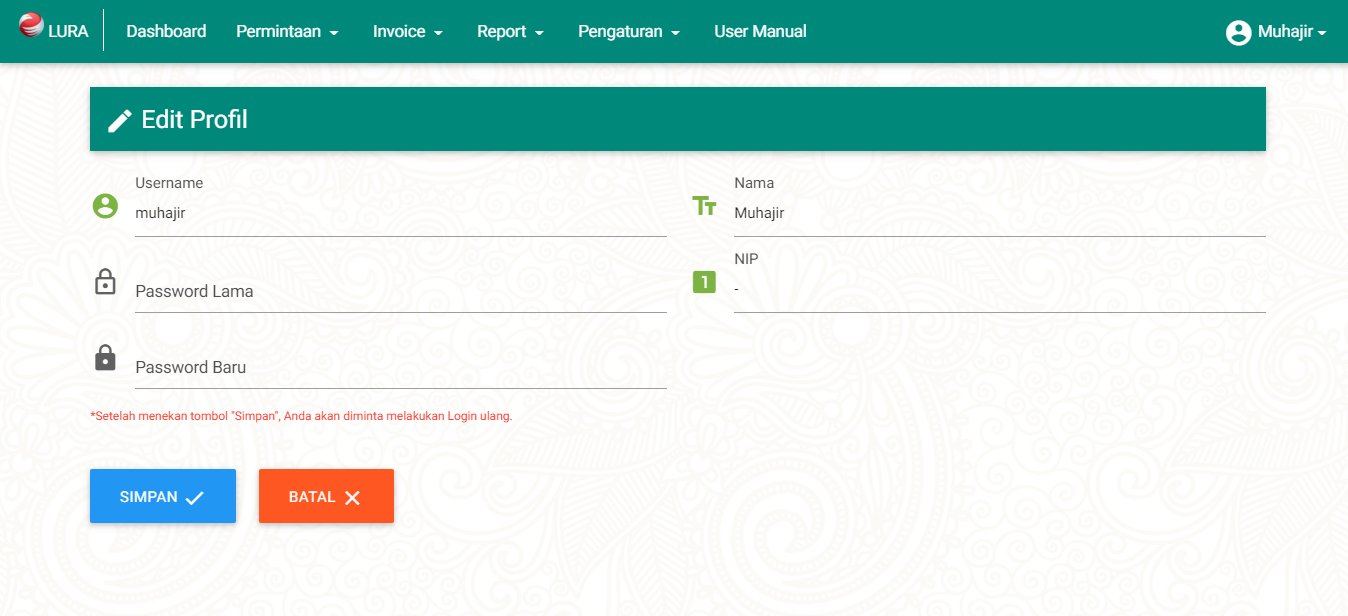 LURA Dashboard Permintaan Invoice Report Pengaturan User Manual Muhajir
Edit Profil
Username
muhajir
Nama
Muhajir
Password Lama
NIP
1
-
Password Baru
*Setelah menekan tombol "Simpan", Anda akan diminta melakukan Login ulang.
SIMPAN
BATAL